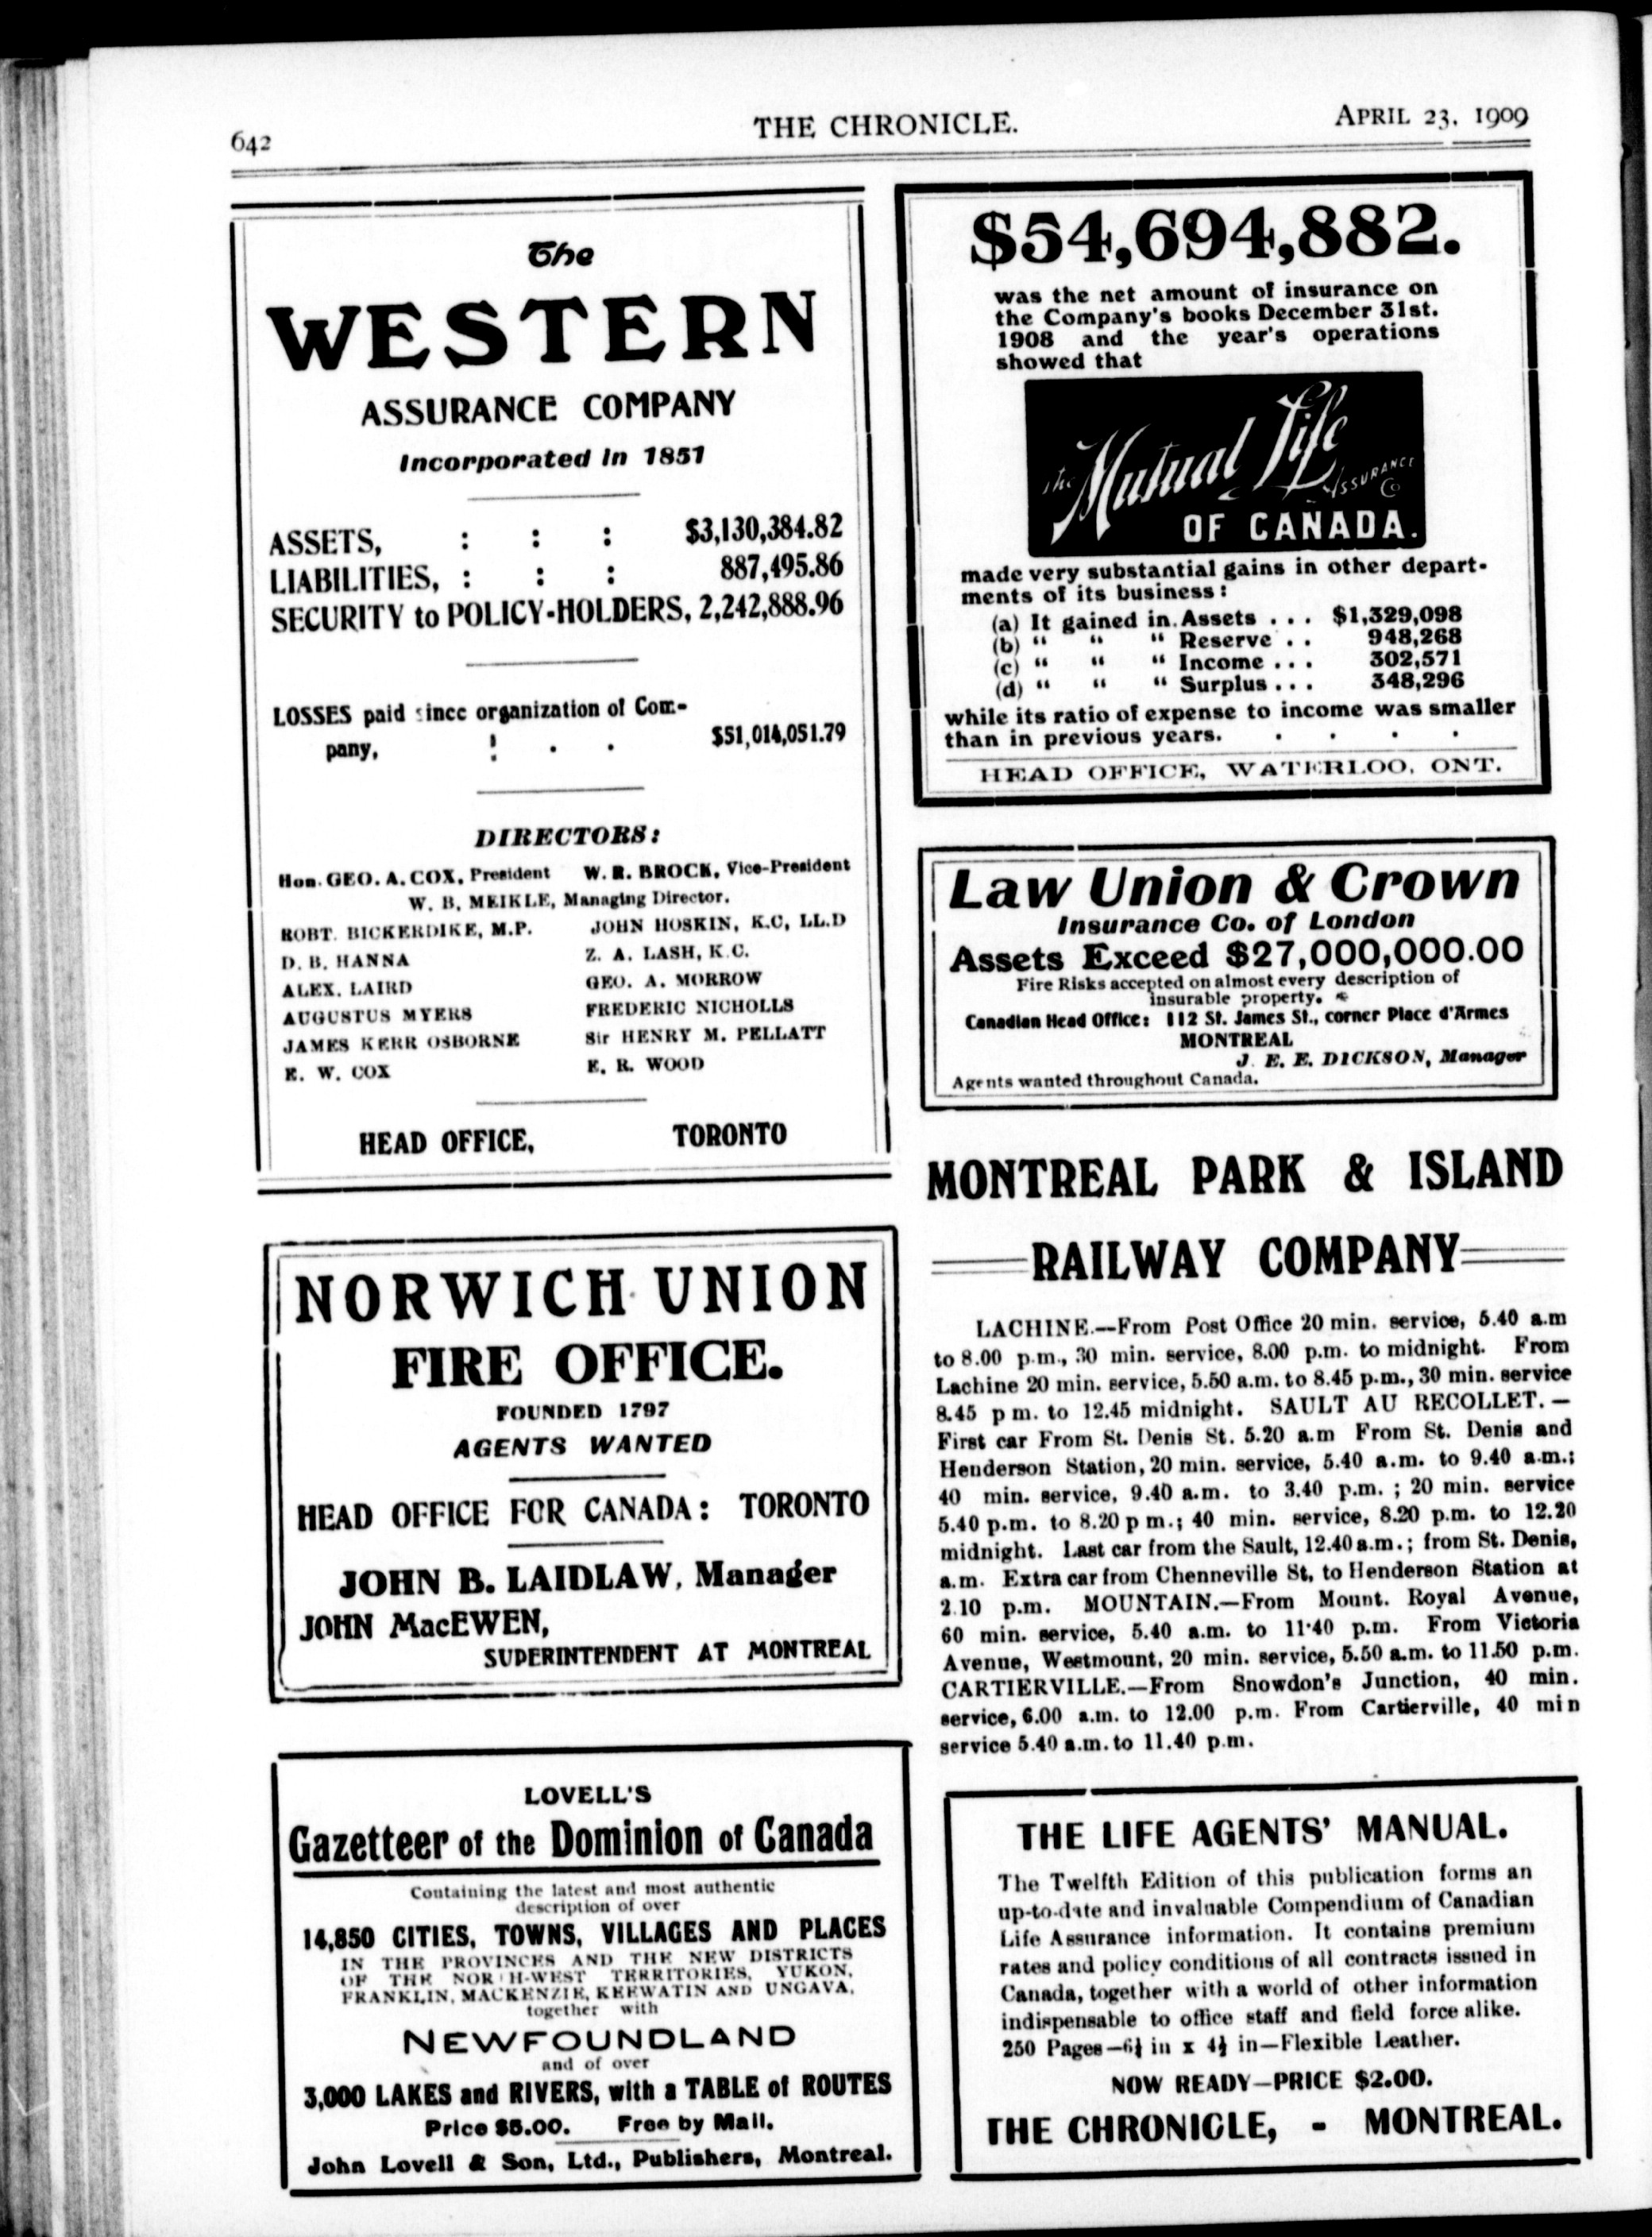 642
THE CHRONICLE.
APRIL 23, 1909
The
WESTERN
ASSURANCE COMPANY
Incorporated in 1851
ASSETS, : : : $3,130,384.82
LIABILITIES, : : : 887,495.86
SECURITY to POLICY-HOLDERS, 2,242,888.96
LOSSES paid since organization of Com-
pany, : . . $51,014,051.79
DIRECTORS:
Hon. GEO. A. COX, President W. R. BROCK, Vice-President
W. B. MEIKLE, Managing Director.
ROBT. BICKERDIKE, M.P. JOHN HOSKIN, K.C, LL.D
D. B. HANNA Z. A. LASH, K.C.
ALEX. LAIRD GEO. A. MORROW
AUGUSTUS MYERS FREDERIC NICHOLLS
JAMES KERR OSBORNE Sir HENRY M. PELLATT
E. W. COX E. R. WOOD
HEAD OFFICE, TORONTO
NORWICH UNION
FIRE OFFICE.
FOUNDED 1797
AGENTS WANTED
HEAD OFFICE FOR CANADA: TORONTO
JOHN B. LAIDLAW, Manager
JOHN MacEWEN,
SUPERINTENDENT AT MONTREAL
LOVELL'S
Gazetteer of the Dominion of Canada
Containing the latest and most authentic
description of over
14,850 CITIES, TOWNS, VILLAGES AND PLACES
IN THE PROVINCES AND THE NEW DISTRICTS
OF THE NORTH-WEST TERRITORIES, YUKON,
FRANKLIN, MACKENZIE, KEEWATIN AND UNGAVA,
together with
NEWFOUNDLAND
and of over
3,000 LAKES and RIVERS, with a TABLE of ROUTES
Price $5.00. Free by Mail.
John Lovell & Son, Ltd., Publishers, Montreal.
$54,694,882.
was the net amount of insurance on
the Company's books December 31st.
1908 and the year's operations
showed that
The Mutual Life
ASSURANCE Co
OF CANADA.
made very substantial gains in other depart-
ments of its business:
(a) It gained in Assets . . . $1,329,098
(b) " " " Reserve . . 948,268
(c) " " " Income . . . 302,571
(d) " " " Surplus . . . 348,296
while its ratio of expense to income was smaller
than in previous years. . . . .
HEAD OFFICE, WATERLOO, ONT.
Law Union & Crown
Insurance Co. of London
Assets Exceed $27,000,000.00
Fire Risks accepted on almost every description of
insurable property.
Canadian Head Office: 112 St. James St., corner Place d'Armes
MONTREAL
J. E. E. DICKSON, Manager
Agents wanted throughout Canada.
MONTREAL PARK & ISLAND
RAILWAY COMPANY
LACHINE.—From Post Office 20 min. service, 5.40 a.m
to 8.00 p.m., 30 min. service, 8.00 p.m. to midnight. From
Lachine 20 min. service, 5.50 a.m. to 8.45 p.m., 30 min. service
8.45 p m. to 12.45 midnight. SAULT AU RECOLLET.—
First car From St. Denis St. 5.20 a.m From St. Denis and
Henderson Station, 20 min. service, 5.40 a.m. to 9.40 a.m.;
40 min. service, 9.40 a.m. to 3.40 p.m. ; 20 min. service
5.40 p.m. to 8.20 p m.; 40 min. service, 8.20 p.m. to 12.20
midnight. Last car from the Sault, 12.40 a.m.; from St. Denis,
a.m. Extra car from Chenneville St, to Henderson Station at
2.10 p.m. MOUNTAIN.—From Mount. Royal Avenue,
60 min. service, 5.40 a.m. to 11·40 p.m. From Victoria
Avenue, Westmount, 20 min. service, 5.50 a.m. to 11.50 p.m.
CARTIERVILLE.—From Snowdon's Junction, 40 min.
service, 6.00 a.m. to 12.00 p.m. From Cartierville, 40 min
service 5.40 a.m. to 11.40 p.m.
THE LIFE AGENTS' MANUAL.
The Twelfth Edition of this publication forms an
up-to-date and invaluable Compendium of Canadian
Life Assurance information. It contains premium
rates and policy conditions of all contracts issued in
Canada, together with a world of other information
indispensable to office staff and field force alike.
250 Pages—in x in—Flexible Leather.
NOW READY—PRICE $2.00.
THE CHRONICLE, - MONTREAL.